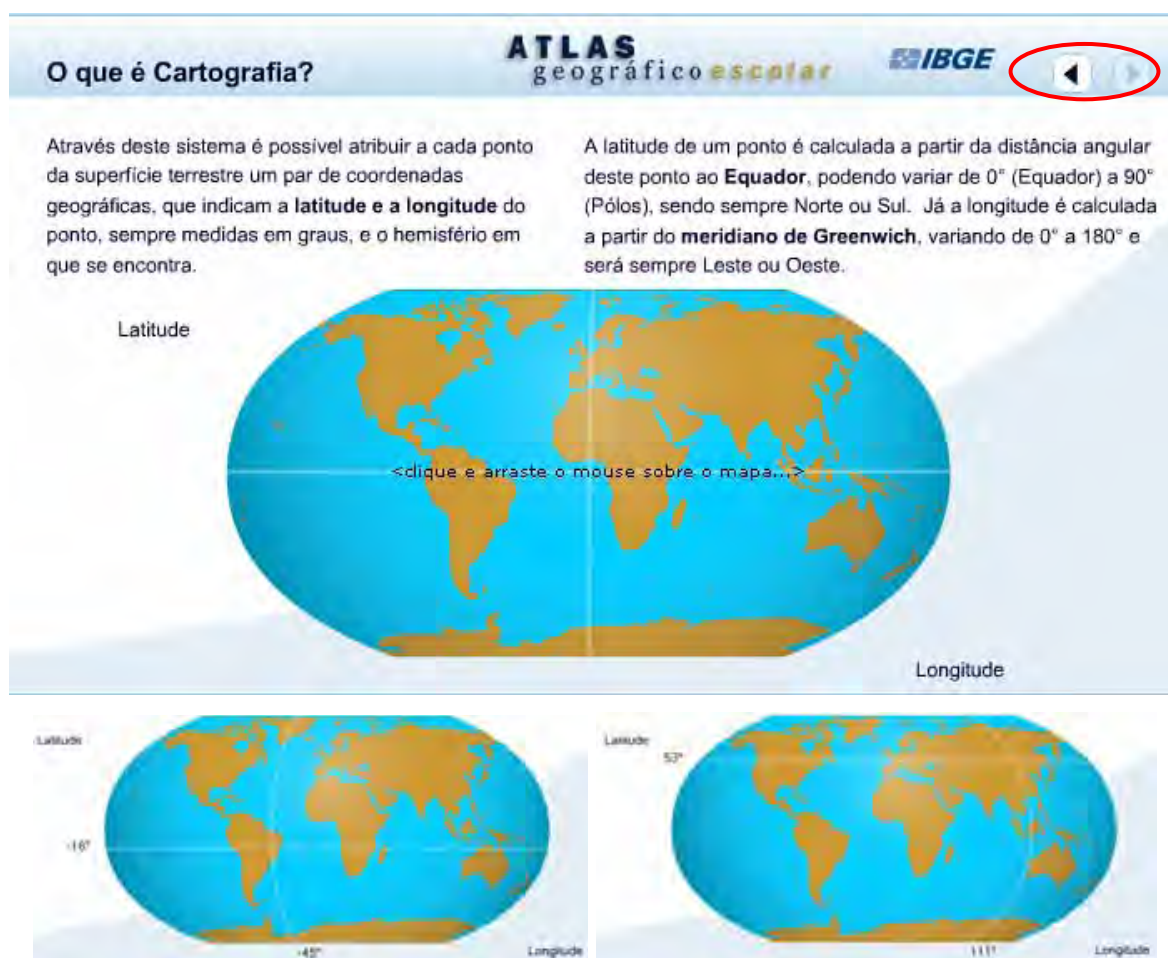 O que é Cartografia?
ATLAS
geográfico escolar
IBGE
Através deste sistema é possível atribuir a cada ponto
da superfície terrestre um par de coordenadas
geográficas, que indicam a latitude e a longitude do
ponto, sempre medidas em graus, e o hemisfério em
que se encontra.
A latitude de um ponto é calculada a partir da distância angular
deste ponto ao Equador, podendo variar de 0° (Equador) a 90°
(Pólos), sendo sempre Norte ou Sul. Já a longitude é calculada
a partir do meridiano de Greenwich, variando de 0° a 180° e
será sempre Leste ou Oeste.
Latitude
<clique e arraste o mouse sobre o mapa...>
Longitude
Latitude
-16°
-45°
Longitude
Latitude
53°
111°
Longitude